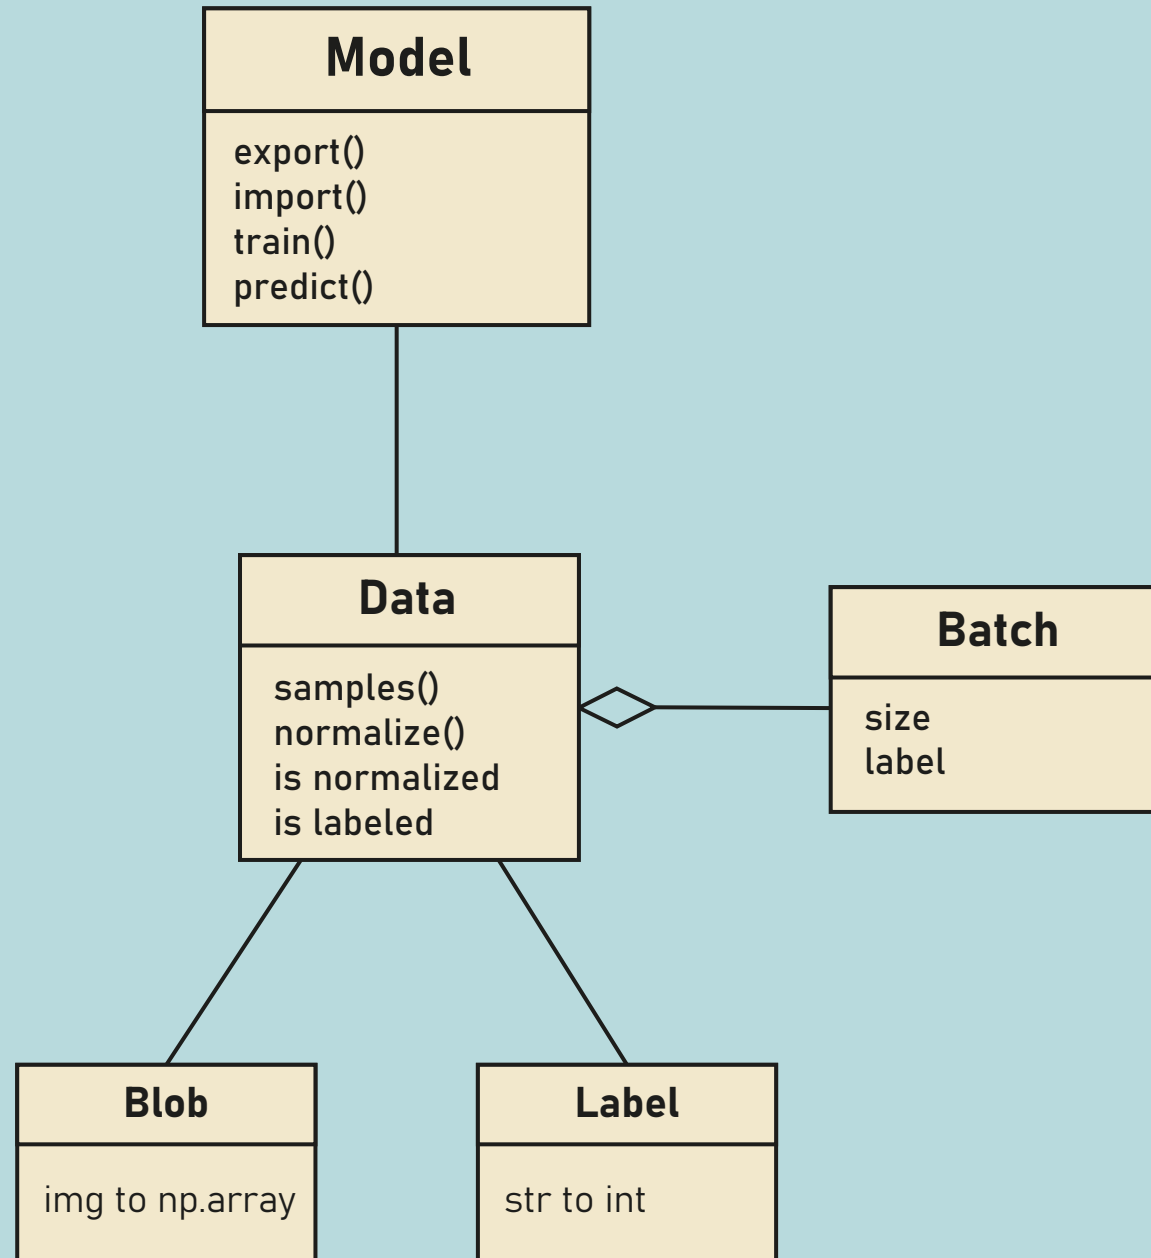 Model
export()
import()
train()
predict()
Data
samples()
normalize()
is normalized
is labeled
Batch
size
label
Blob
img to np.array
Label
str to int